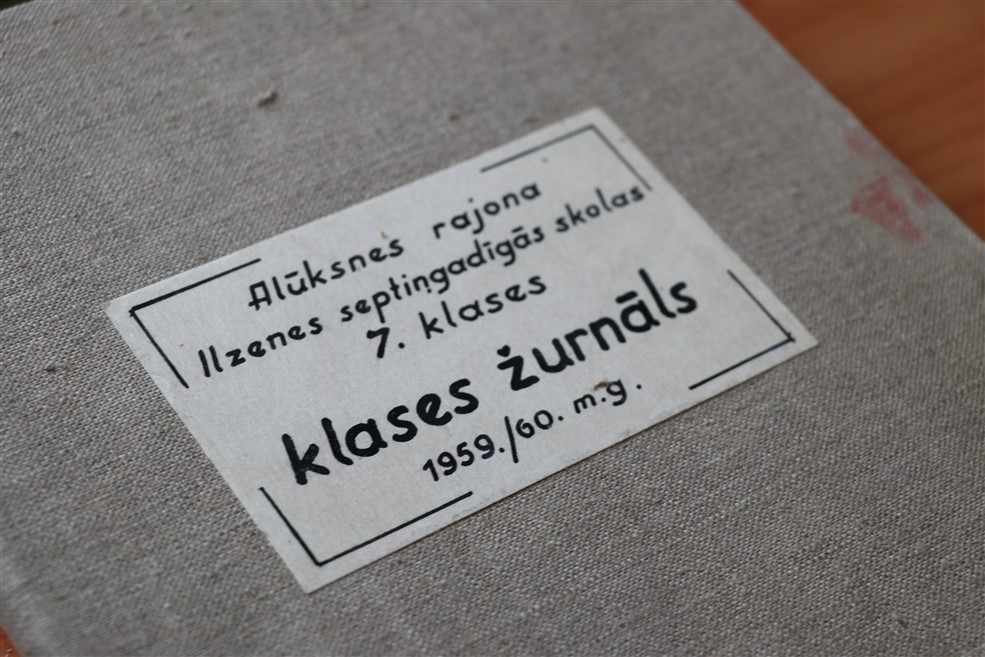 Alūksnes rajona
Ilzenes septiņgadīgās skolas
7. klases
klases žurnāls
1959./60. m.g.